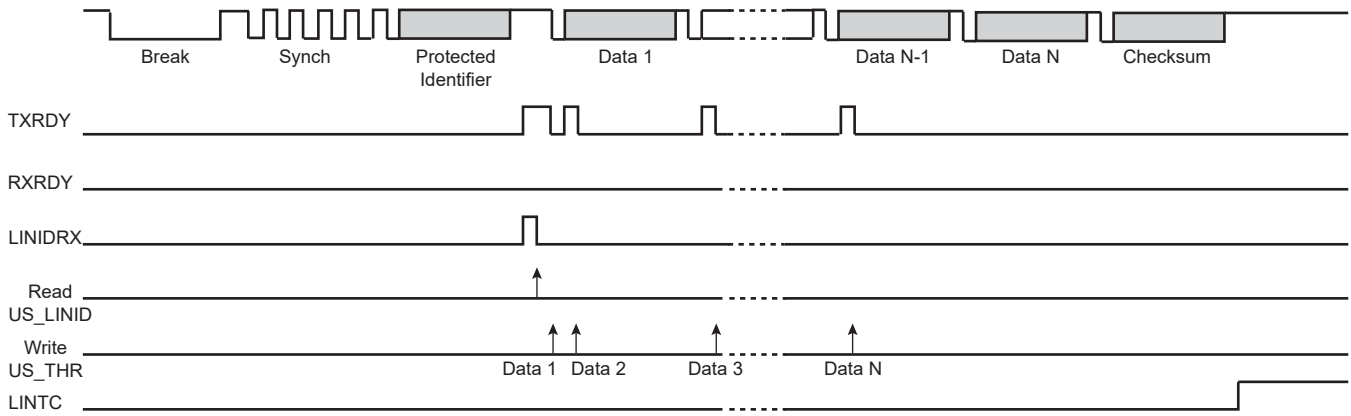 Break Synch Protected Data 1 Data N-1 Data N Checksum
Identifier
TXRDY
RXRDY
LINIDRX
Read
US_LINID
Write
US_THR
Data 1 Data 2 Data 3 Data N
LINTC